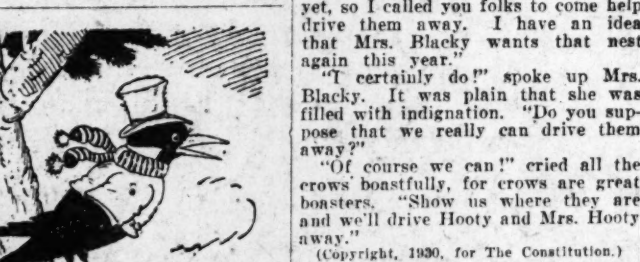 yet, so I called you folks to come help
drive them away. I have an idea
that Mrs. Blacky wants that nest
again this year."
"I certainly do!" spoke up Mrs.
Blacky. It was plain that she was
filled with indignation. "Do you sup-
pose that we really can drive them
away?"
"Of course we can!" cried all the
crows boastfully, for crows are great
boasters. "Show us where they are
and we'll drive Hooty and Mrs. Hooty
away."
(Copyright, 1930, for The Constitution.)